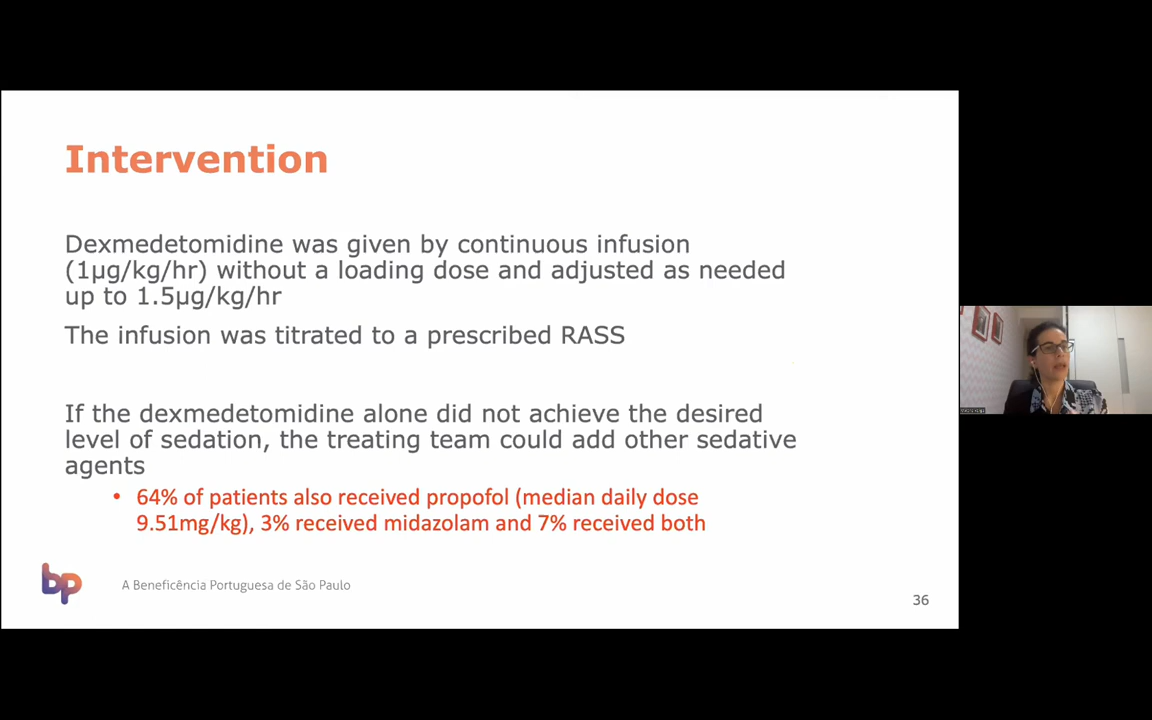 Intervention
Dexmedetomidine was given by continuous infusion
(1µg/kg/hr) without a loading dose and adjusted as needed
up to 1.5µg/kg/hr
The infusion was titrated to a prescribed RASS
If the dexmedetomidine alone did not achieve the desired
level of sedation, the treating team could add other sedative
agents
• 64% of patients also received propofol (median daily dose
9.51mg/kg), 3% received midazolam and 7% received both
bp
A Beneficência Portuguesa de São Paulo
36